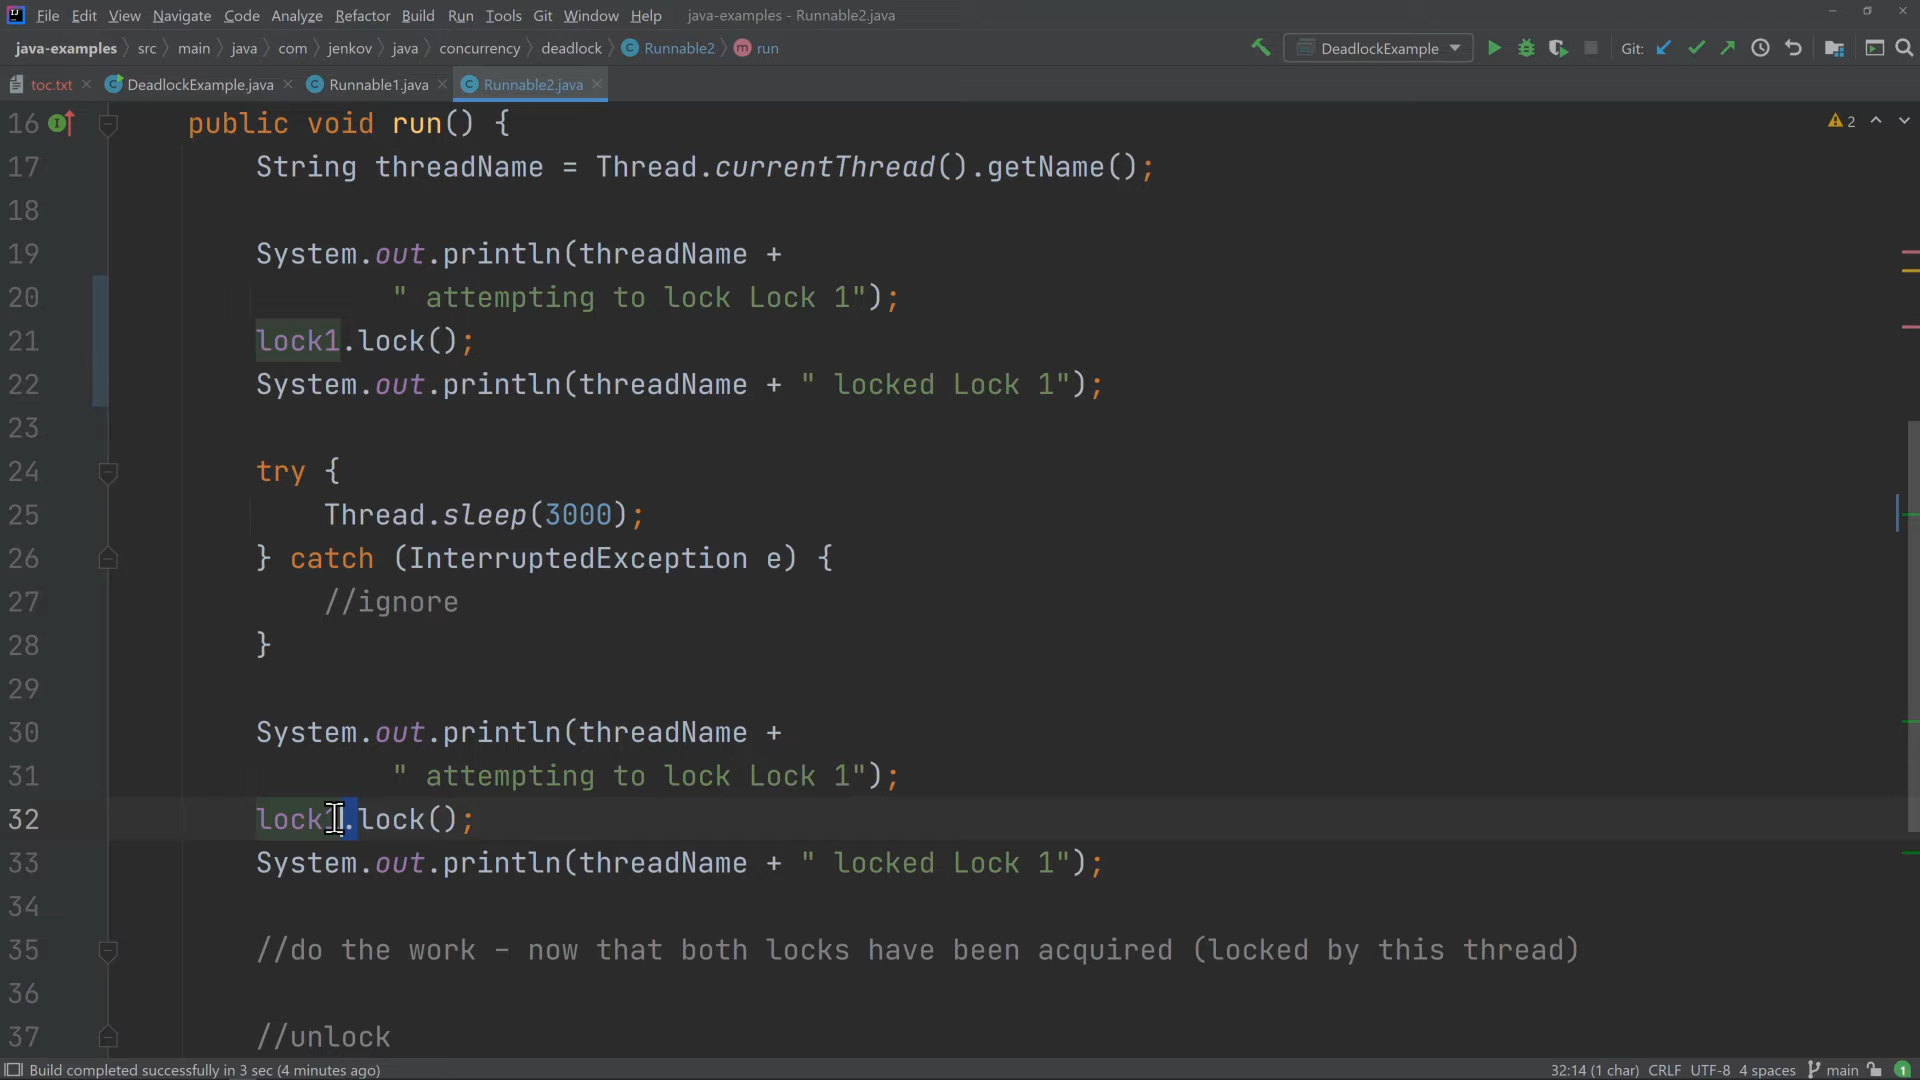 File Edit View Navigate Code Analyze Refactor Build Run Tools Git Window Help java-examples - Runnable2.java
java-examples src main java com jenkov java concurrency deadlock Runnable2 run DeadlockExample Git:
toc.txt DeadlockExample.java Runnable1.java Runnable2.java
16 public void run() { 2
17 String threadName = Thread.currentThread().getName();
18
19 System.out.println(threadName +
20 " attempting to lock Lock 1");
21 lock1.lock();
22 System.out.println(threadName + " locked Lock 1");
23
24 try {
25 Thread.sleep(3000);
26 } catch (InterruptedException e) {
27 //ignore
28 }
29
30 System.out.println(threadName +
31 " attempting to lock Lock 1");
32 lock1.lock();
33 System.out.println(threadName + " locked Lock 1");
34
35 //do the work - now that both locks have been acquired (locked by this thread)
36
37 //unlock
Build completed successfully in 3 sec (4 minutes ago) 32:14 (1 char) CRLF UTF-8 4 spaces main 1